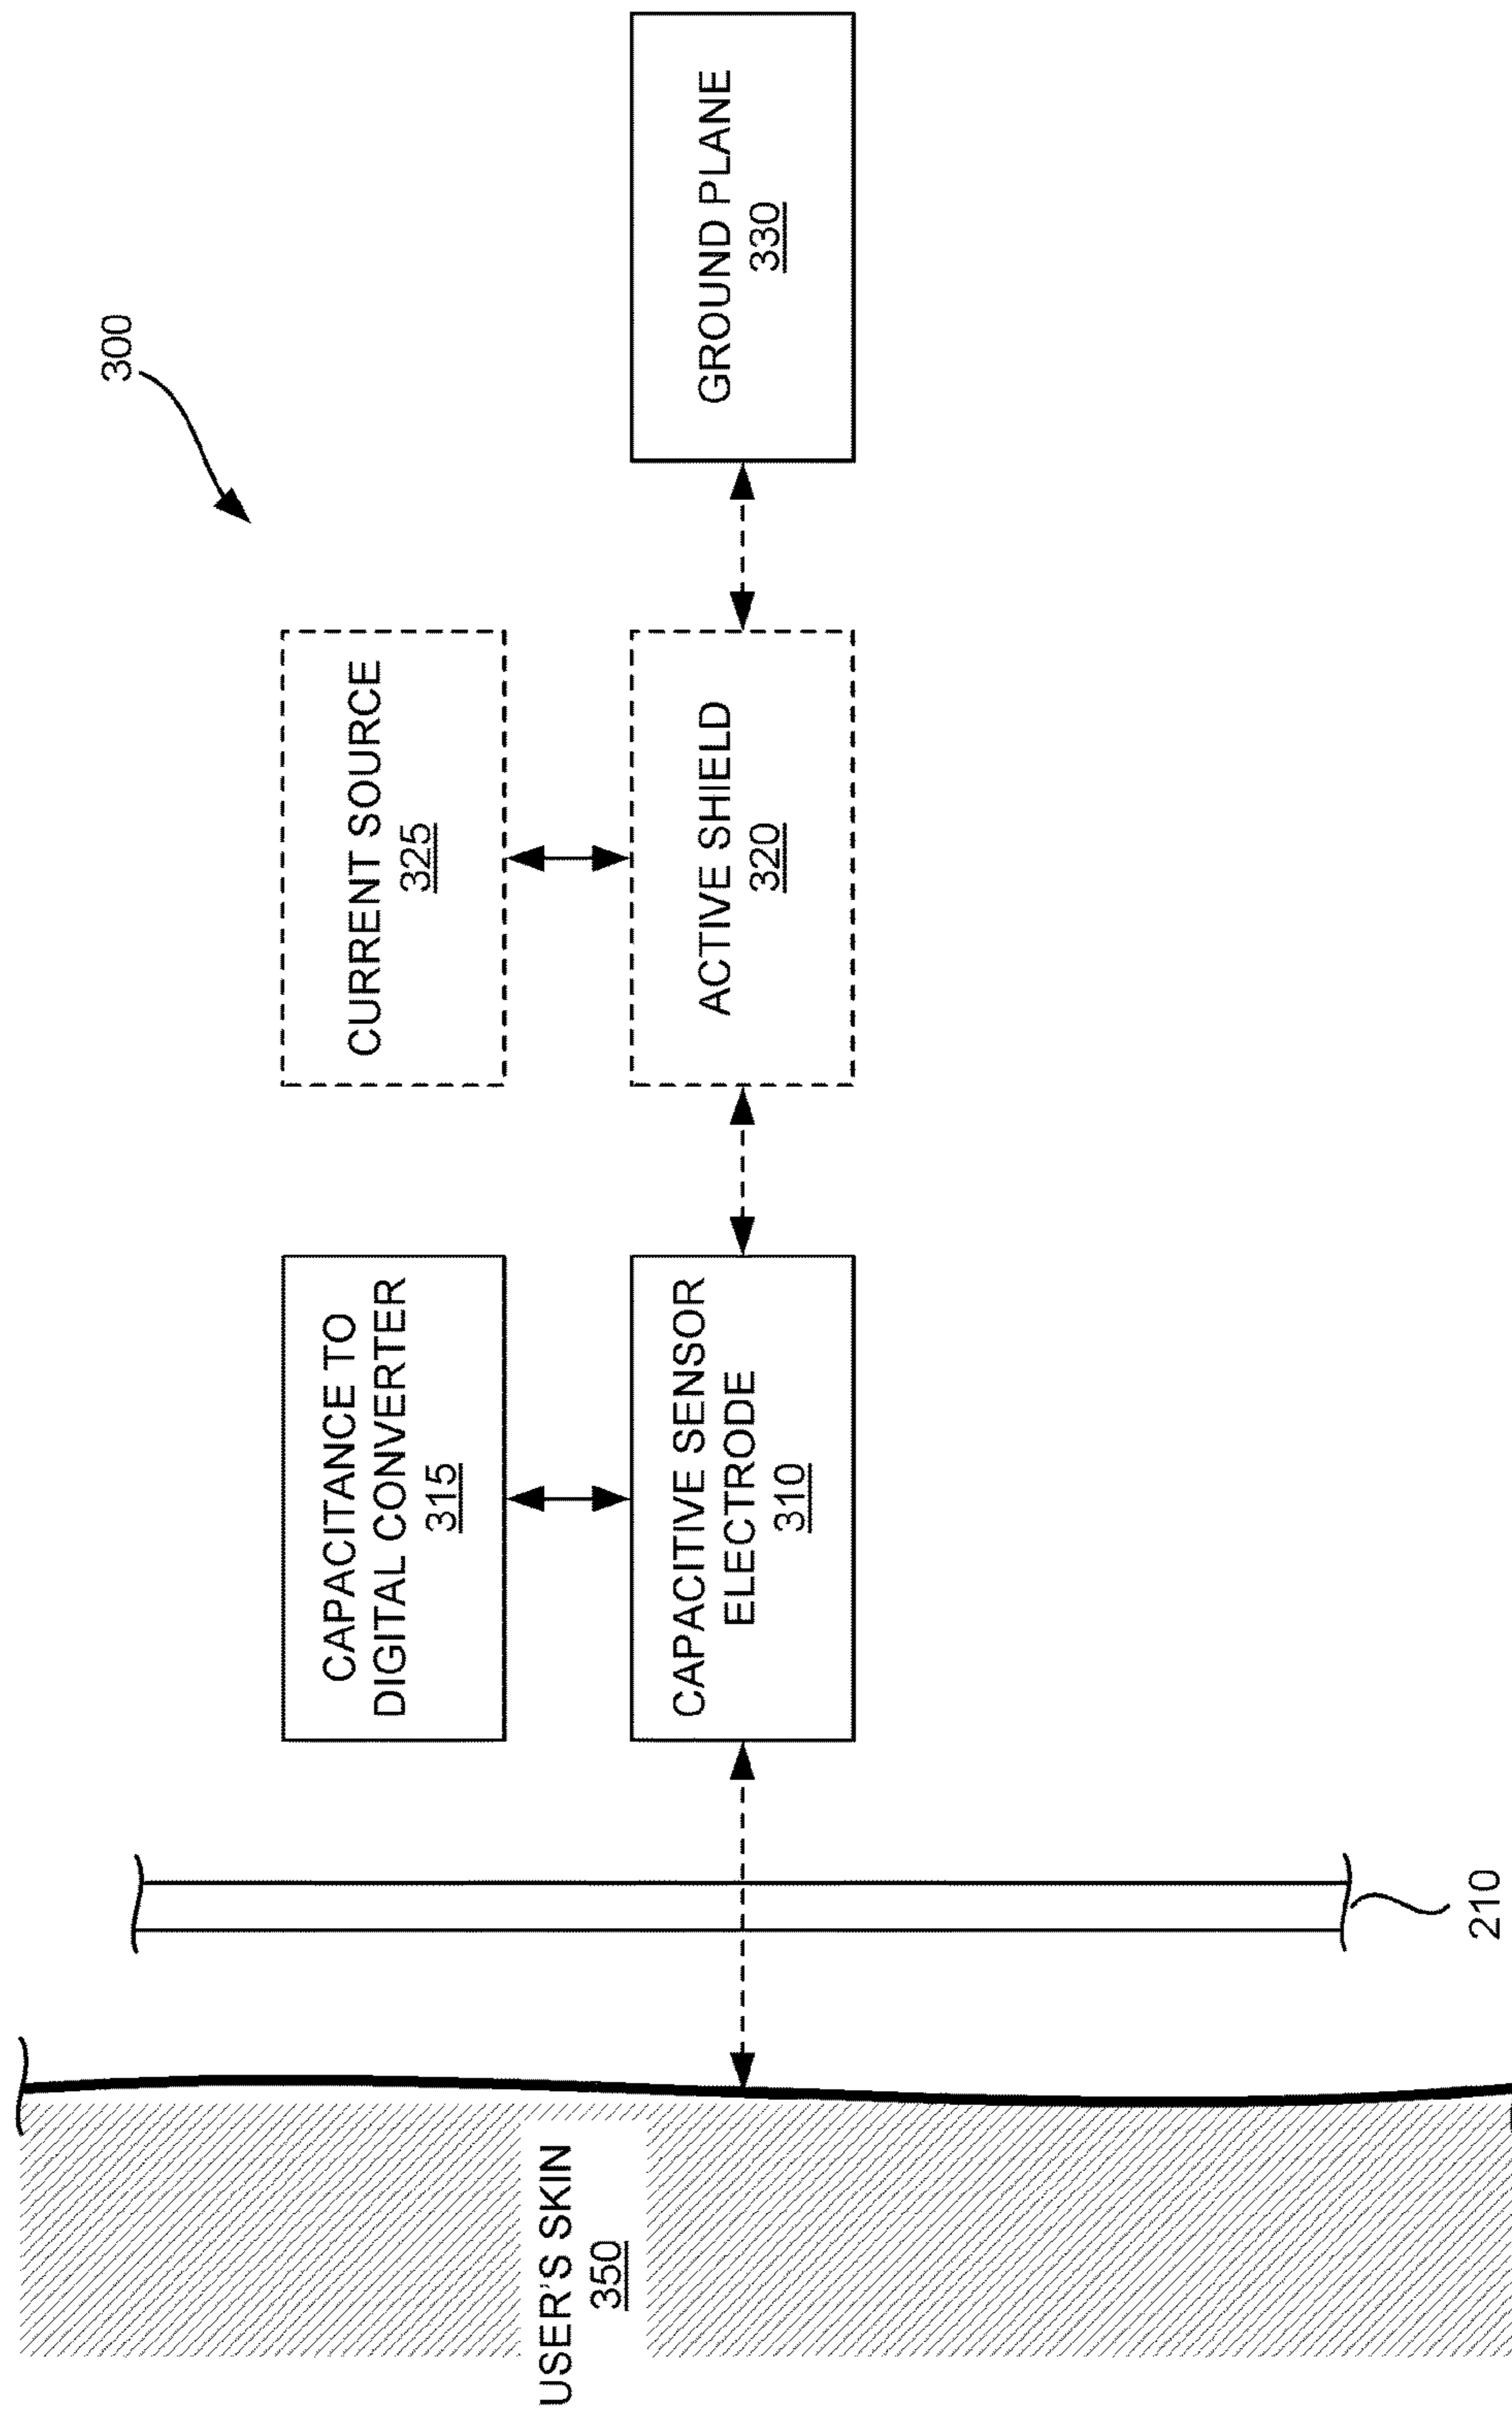 300
CAPACITANCE TO
DIGITAL CONVERTER
315
CURRENT SOURCE
325
USER'S SKIN
350
CAPACITIVE SENSOR
ELECTRODE
310
ACTIVE SHIELD
320
GROUND PLANE
330
210